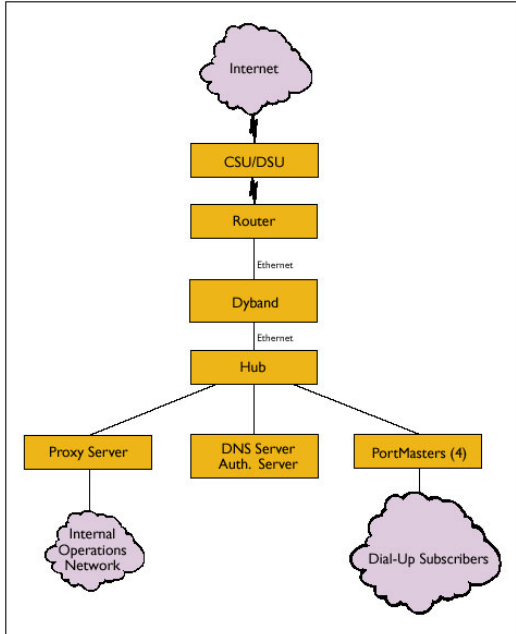 Internet
CSU/DSU
Router
Ethernet
Dyband
Ethernet
Hub
Proxy Server
DNS Server
Auth. Server
PortMasters (4)
Internal
Operations
Network
Dial-Up Subscribers